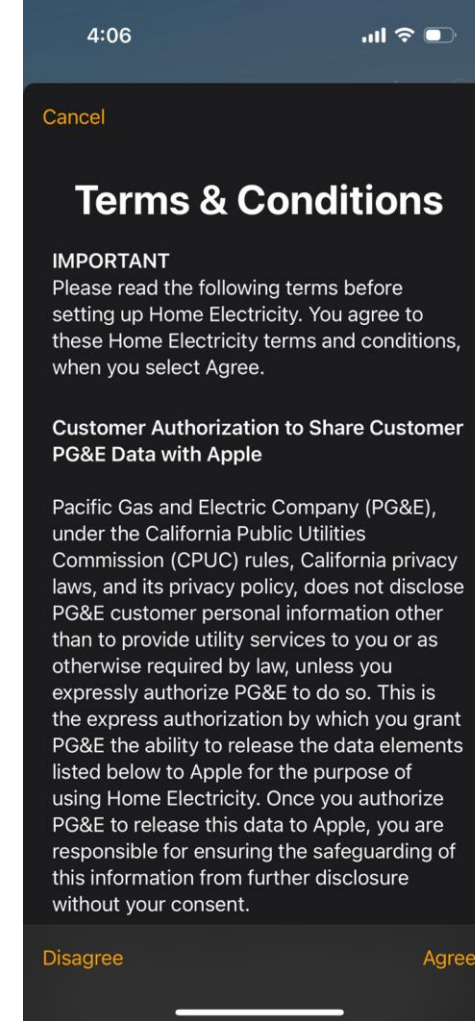 4:06
Cancel
Terms & Conditions
IMPORTANT
Please read the following terms before
setting up Home Electricity. You agree to
these Home Electricity terms and conditions,
when you select Agree.
Customer Authorization to Share Customer
PG&E Data with Apple
Pacific Gas and Electric Company (PG&E),
under the California Public Utilities
Commission (CPUC) rules, California privacy
laws, and its privacy policy, does not disclose
PG&E customer personal information other
than to provide utility services to you or as
otherwise required by law, unless you
expressly authorize PG&E to do so. This is
the express authorization by which you grant
PG&E the ability to release the data elements
listed below to Apple for the purpose of
using Home Electricity. Once you authorize
PG&E to release this data to Apple, you are
responsible for ensuring the safeguarding of
this information from further disclosure
without your consent.
Disagree
Agree